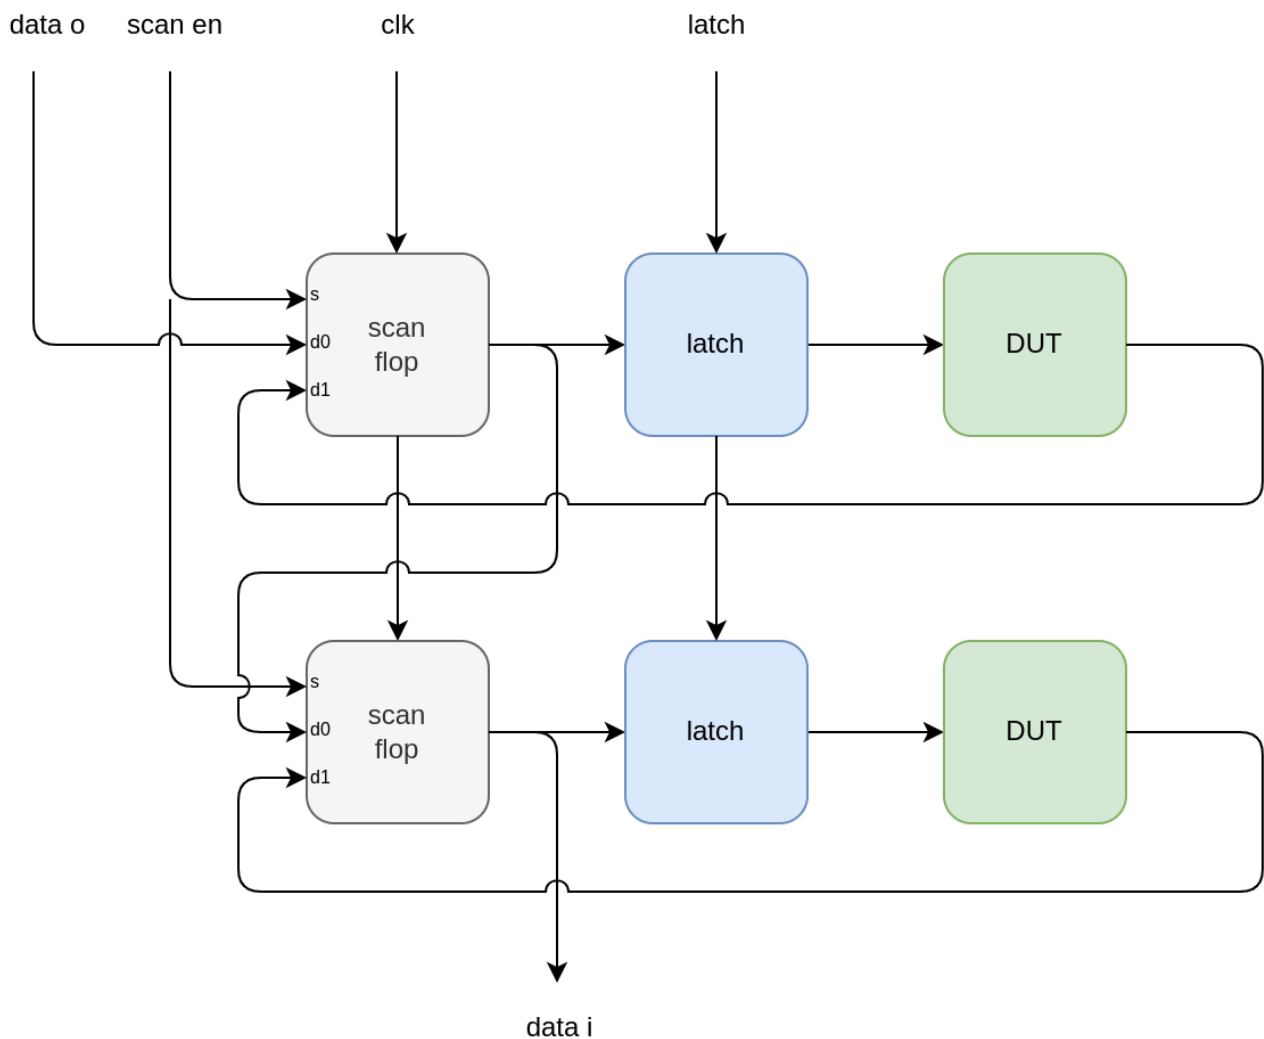 data o
scan en
clk
latch
s
d0
d1
scan
flop
latch
DUT
s
d0
d1
scan
flop
latch
DUT
data i